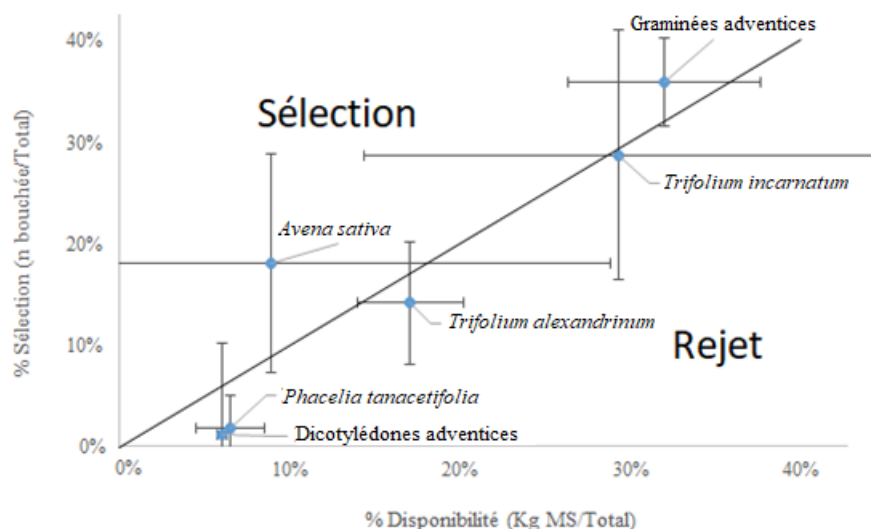 40%
Graminées adventices
Sélection
30%
Trifolium incarnatum
Avena sativa
20%
Trifolium alexandrinum
Rejet
10%
Phacelia tanacetifolia
Dicotylédones adventices
0%
0%
10%
20%
30%
40%
% Sélection (n bouchée/Total)
% Disponibilité (Kg MS/Total)